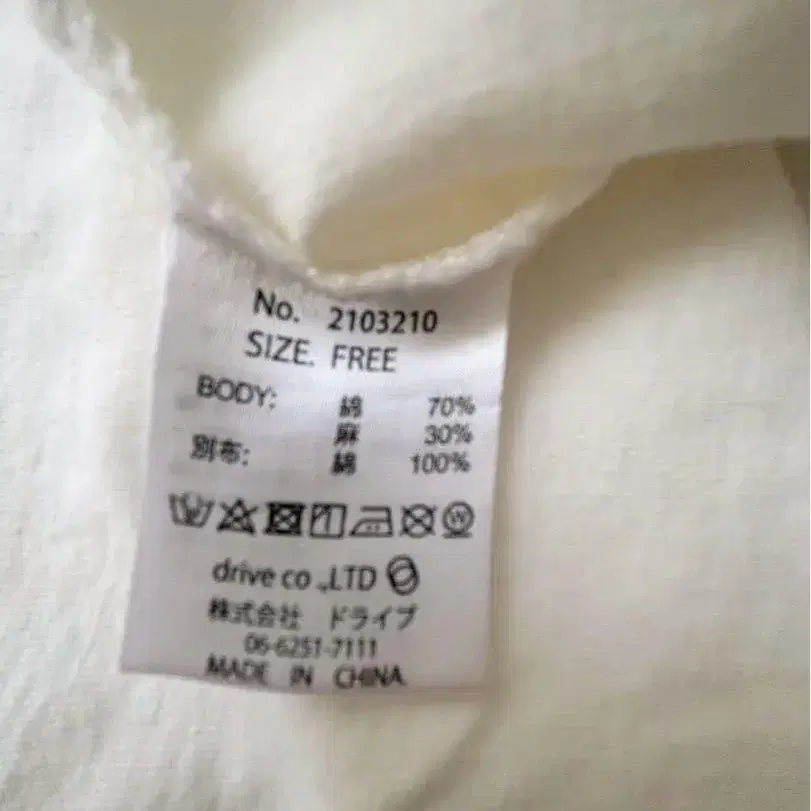 No. 2103210
SIZE. FREE
BODY: 綿 70%
麻 30%
別布: 綿 100%
W
drive co .,LTD
株式会社 ドライブ
06-6251-7111
MADE IN CHINA